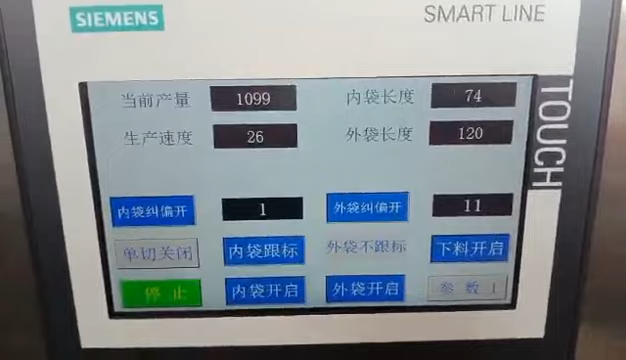 SIEMENS
SMART LINE
TOUCH
当前产量 1099 内袋长度 74
生产速度 26 外袋长度 120
内袋纠偏开 1 外袋纠偏开 11
单切关闭 内袋跟标 外袋不跟标 下料开启
停止 内袋开启 外袋开启 参数1